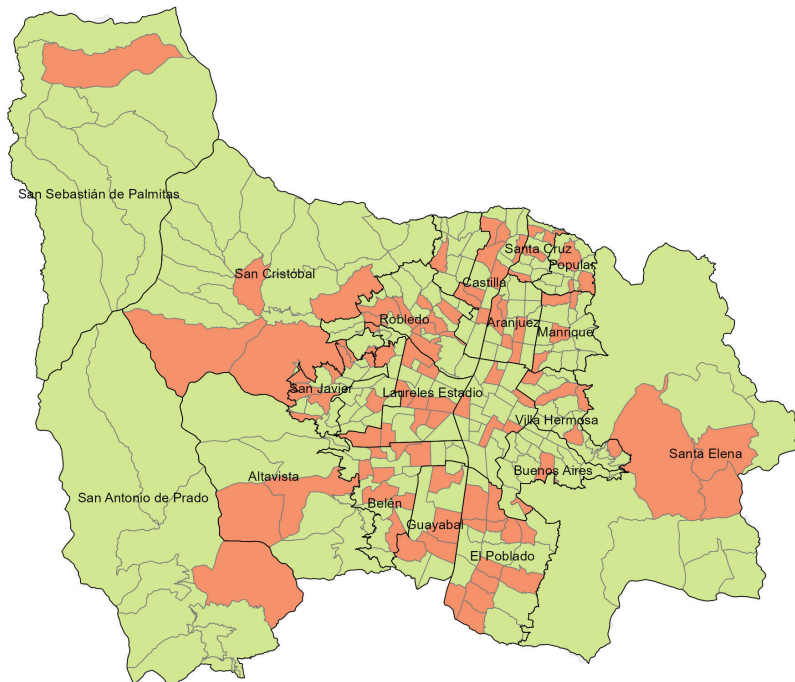 San Sebastián de Palmitas
San Cristóbal
Santa Cruz
Popular
Castilla
Robledo
Aranjuez
Manrique
San Javier
Laureles Estadio
Villa Hermosa
Santa Elena
Buenos Aires
Altavista
San Antonio de Prado
Belén
Guayabal
El Poblado